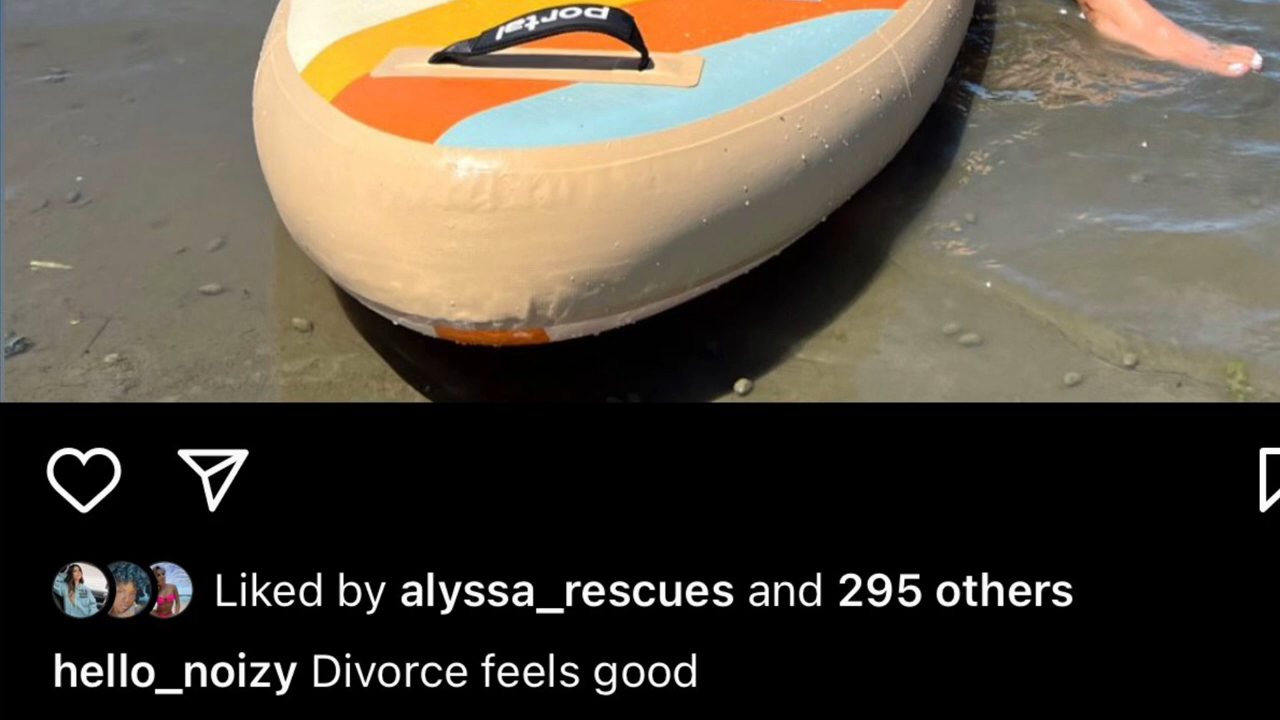 portal
Liked by alyssa_rescues and 295 others
hello_noizy Divorce feels good